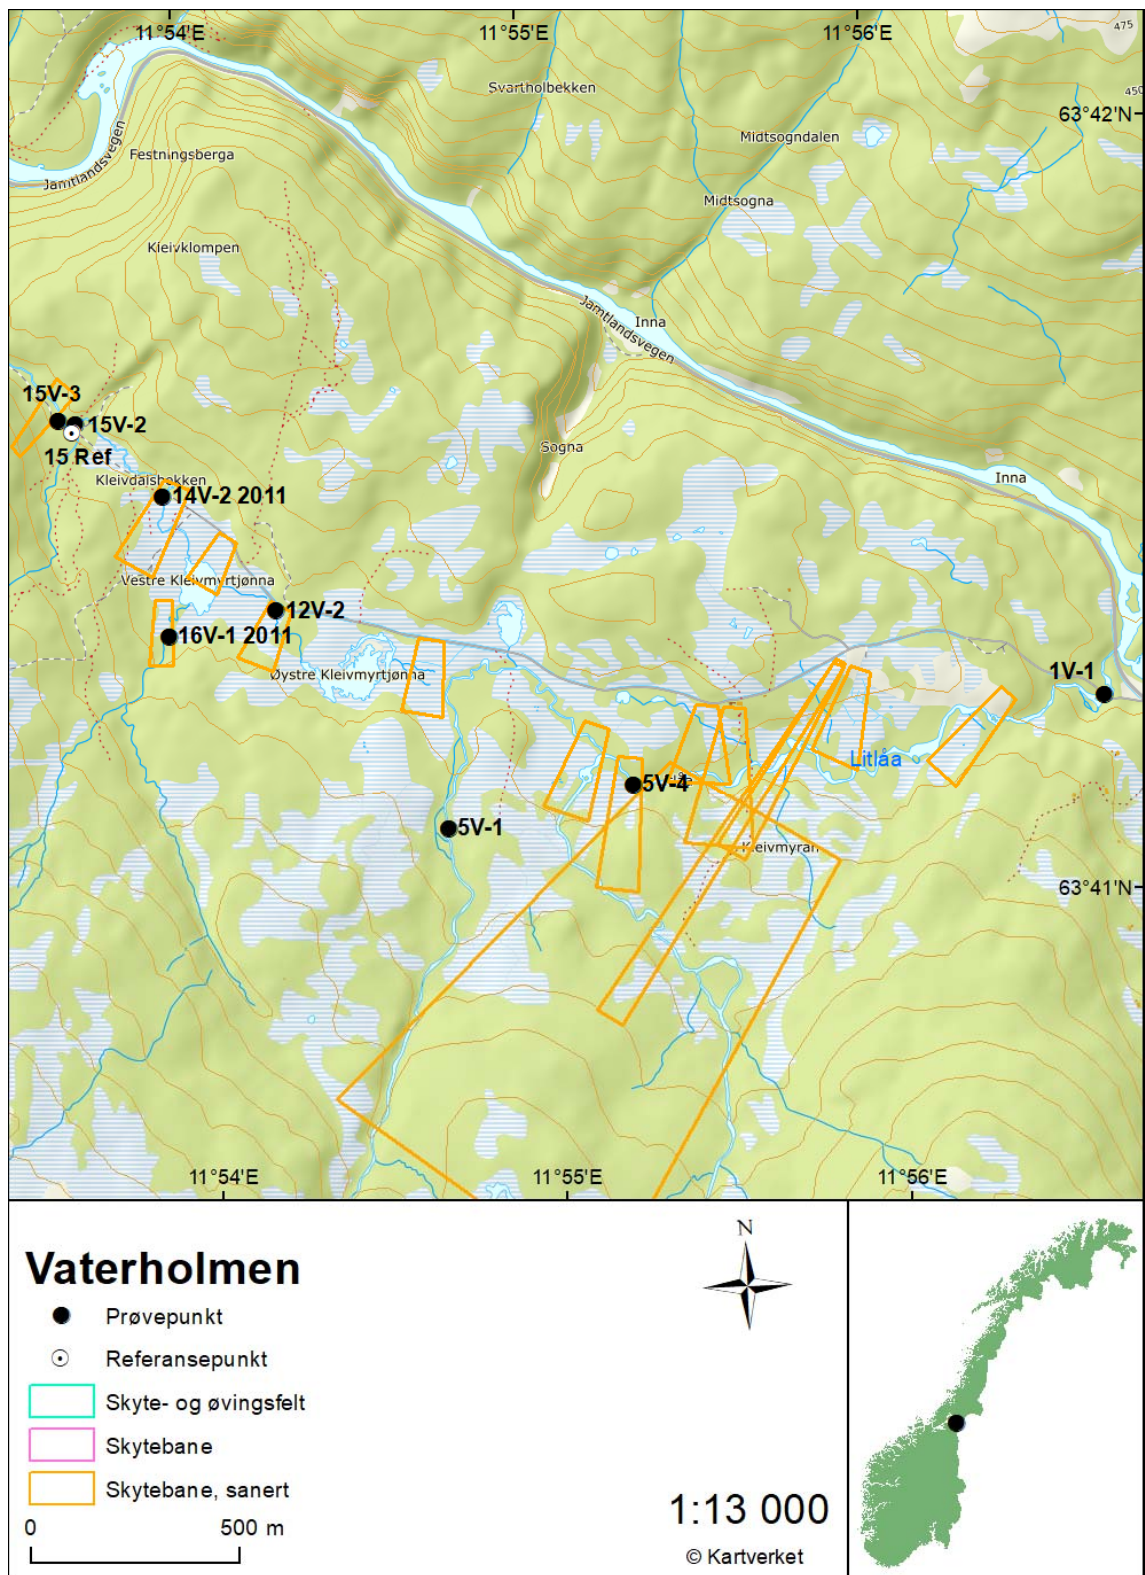 11°54'E
11°55'E
11°56'E
475
Svartholbekken
450
63°42'N
Midtsogndalen
Jamtlandsvegen
Festningsberga
Midtsogna
Kleivklompen
Jamtlandsvegen
Inna
15V-3
15V-2
15 Ref
Sogna
Kleivdalsbekken
Inna
14V-2 2011
Vestre Kleivmyrtjønna
12V-2
16V-1 2011
Øystre Kleivmyrtjønna
1V-1
Litlåa
5V-4
5V-1
Kleivmyran
63°41'N
11°54'E
11°55'E
11°56'E
Vaterholmen
N
Prøvepunkt
Referansepunkt
Skyte- og øvingsfelt
Skytebane
Skytebane, sanert
0 500 m
1:13 000
© Kartverket